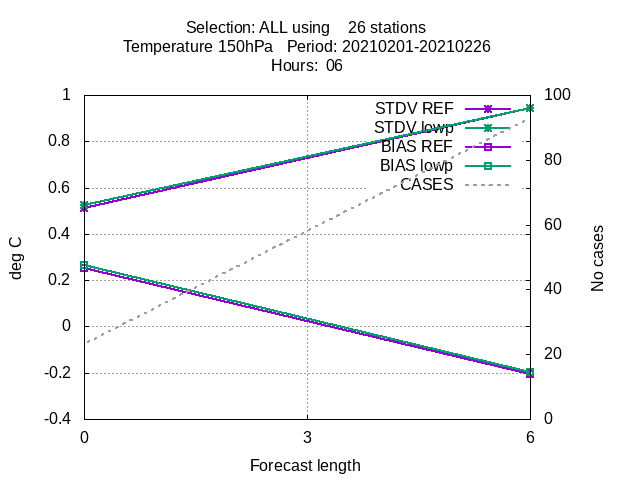 Selection: ALL using 26 stations
Temperature 150hPa Period: 20210201-20210226
Hours: 06
1
0.8
0.6
0.4
0.2
0
-0.2
-0.4
100
80
60
40
20
0
STDV REF
STDV lowp
BIAS REF
BIAS lowp
CASES
deg C
No cases
0 3 6
Forecast length